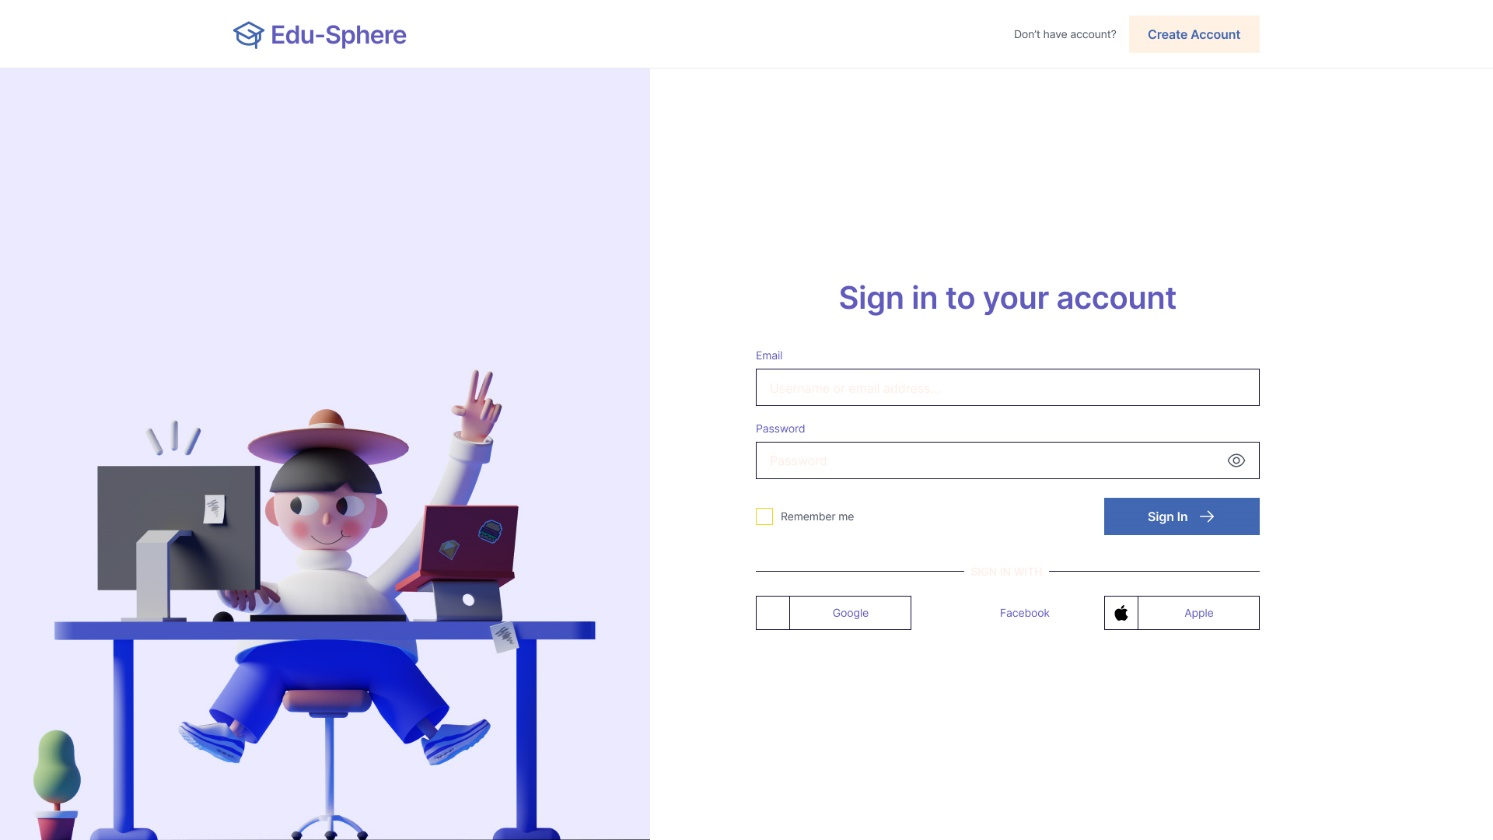 Edu-Sphere
Don't have account?
Create Account
Sign in to your account
Email
Username or email address...
Password
Password
Remember me
Sign In
SIGN IN WITH
Google
Facebook
Apple